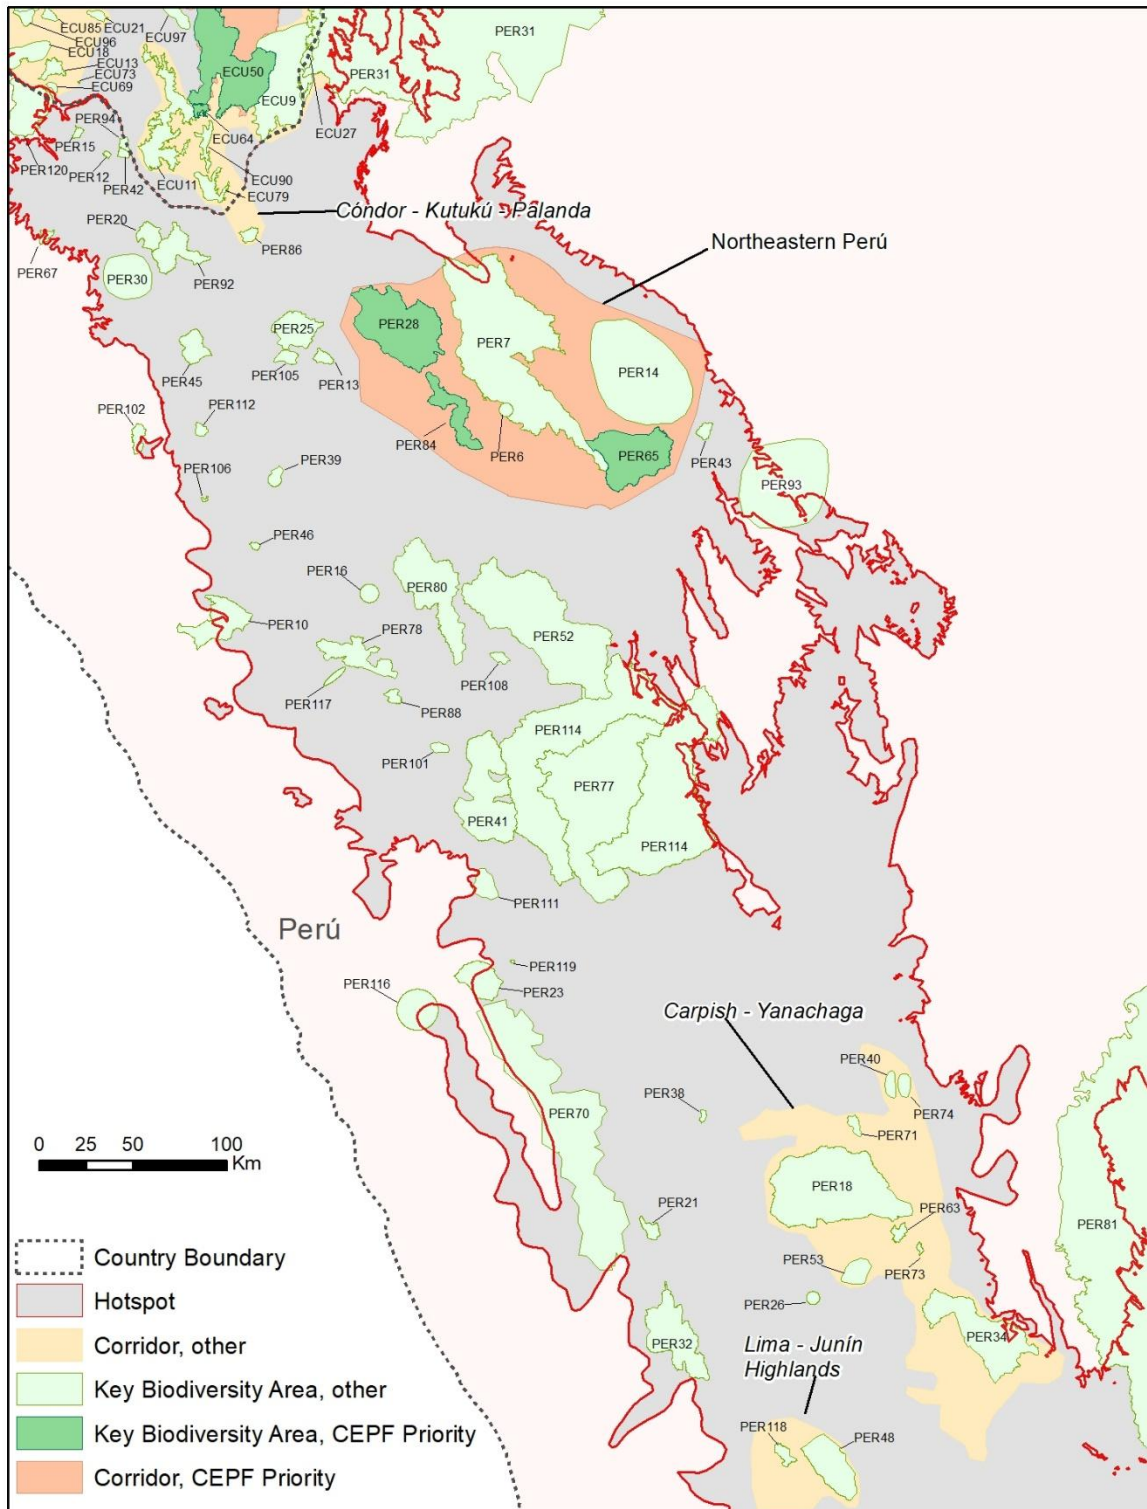 ECU85
ECU21
ECU97
ECU96
ECU18
ECU13
ECU73
ECU69
ECU50
ECU9
PER31
PER31
ECU27
ECU64
PER94
PER15
PER120
PER12
PER42
ECU11
ECU90
ECU79
Cóndor - Kutukú - Palanda
PER20
PER86
PER67
PER30
PER92
Northeastern Perú
PER28
PER25
PER7
PER14
PER45
PER105
PER13
PER102
PER112
PER84
PER6
PER65
PER43
PER93
PER106
PER39
PER46
PER16
PER80
PER10
PER78
PER52
PER108
PER117
PER88
PER114
PER101
PER77
PER41
PER114
PER111
Perú
PER119
PER116
PER23
Carpish - Yanachaga
PER40
PER74
PER38
PER70
PER71
0 25 50 100
Km
PER18
PER21
PER63
PER81
PER53
PER73
PER26
PER32
PER34
Lima - Junín
Highlands
PER118
PER48
Country Boundary
Hotspot
Corridor, other
Key Biodiversity Area, other
Key Biodiversity Area, CEPF Priority
Corridor, CEPF Priority